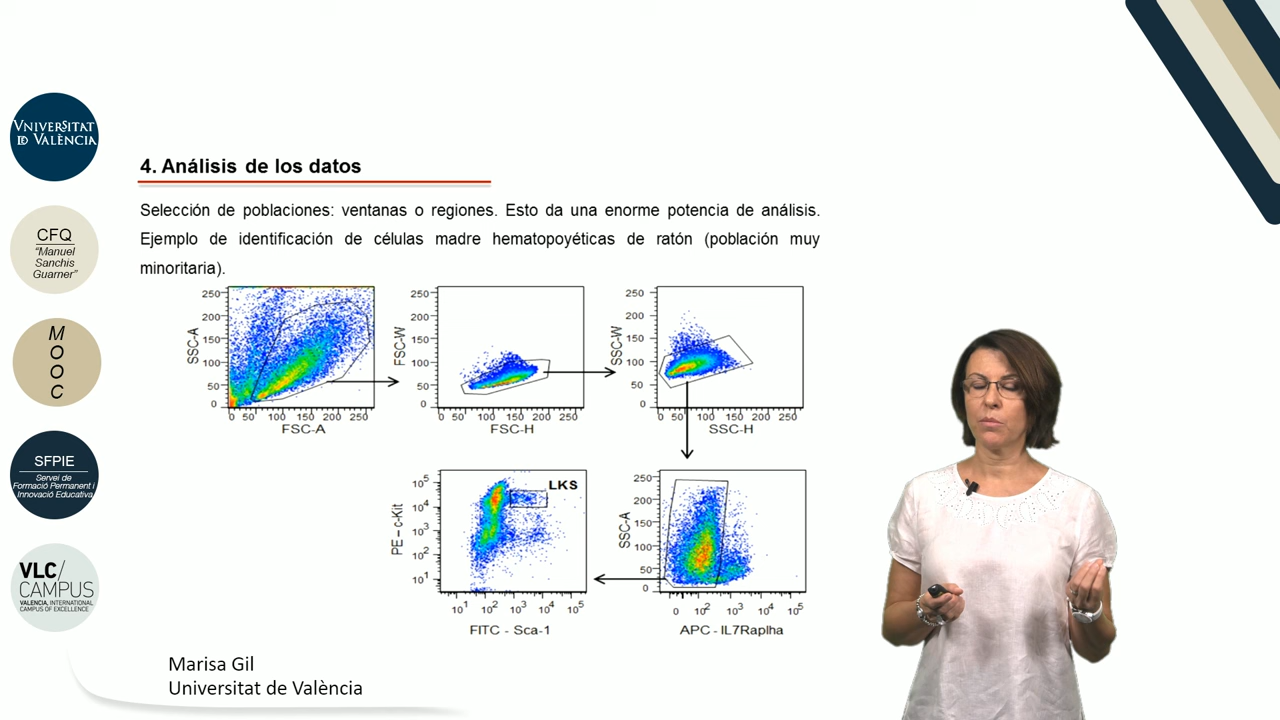 VNIVERSITAT
ID VALÈNCIA
CFQ
"Manuel
Sanchis
Guarner"
M
O
O
C
SFPIE
Servei de
Formació Permanent i
Innovació Educativa
VLC/
CAMPUS
VALENCIA, INTERNATIONAL
CAMPUS OF EXCELLENCE
4. Análisis de los datos
Selección de poblaciones: ventanas o regiones. Esto da una enorme potencia de análisis.
Ejemplo de identificación de células madre hematopoyéticas de ratón (población muy
minoritaria).
SSC-A
250
200
150
100
50
0
0 50 100 150 200 250
FSC-A
FSC-W
250
200
150
100
50
0
0 50 100 150 200 250
FSC-H
SSC-W
250
200
150
100
50
0
0 50 100 150 200 250
SSC-H
PE - c-Kit
10⁵
10⁴
10³
10²
10¹
LKS
10¹ 10² 10³ 10⁴ 10⁵
FITC - Sca-1
SSC-A
250
200
150
100
50
0
0 10² 10³ 10⁴ 10⁵
APC - IL7Raplha
Marisa Gil
Universitat de València